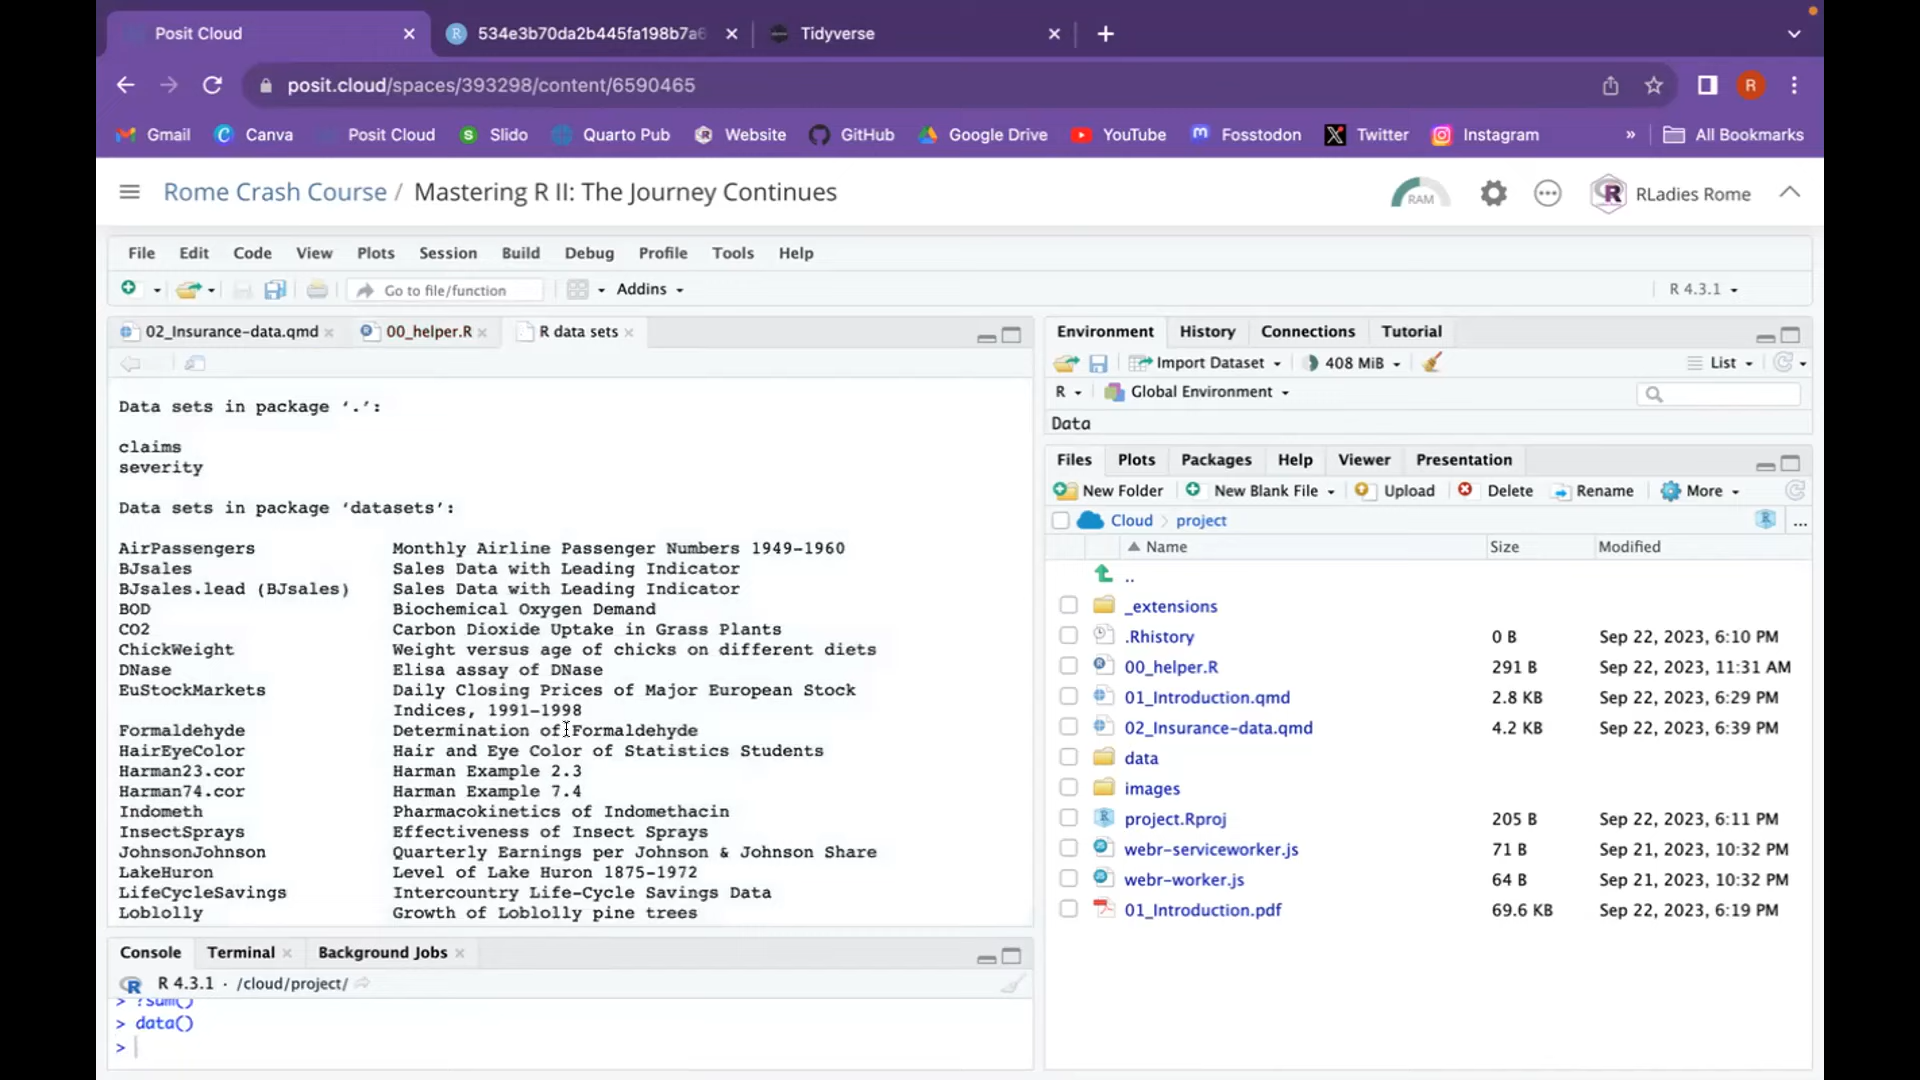 Posit Cloud
534e3b70da2b445fa198b7a6
Tidyverse
posit.cloud/spaces/393298/content/6590465
R
Gmail
Canva
Posit Cloud
Slido
Quarto Pub
Website
GitHub
Google Drive
YouTube
Fosstodon
Twitter
Instagram
»
All Bookmarks
Rome Crash Course / Mastering R II: The Journey Continues
RAM
RLadies Rome
File Edit Code View Plots Session Build Debug Profile Tools Help
Go to file/function
Addins
R 4.3.1
02_Insurance-data.qmd
00_helper.R
R data sets
Data sets in package ‘.’:
claims
severity
Data sets in package ‘datasets’:
AirPassengers Monthly Airline Passenger Numbers 1949-1960
BJsales Sales Data with Leading Indicator
BJsales.lead (BJsales) Sales Data with Leading Indicator
BOD Biochemical Oxygen Demand
CO2 Carbon Dioxide Uptake in Grass Plants
ChickWeight Weight versus age of chicks on different diets
DNase Elisa assay of DNase
EuStockMarkets Daily Closing Prices of Major European Stock
Indices, 1991-1998
Formaldehyde Determination of Formaldehyde
HairEyeColor Hair and Eye Color of Statistics Students
Harman23.cor Harman Example 2.3
Harman74.cor Harman Example 7.4
Indometh Pharmacokinetics of Indomethacin
InsectSprays Effectiveness of Insect Sprays
JohnsonJohnson Quarterly Earnings per Johnson & Johnson Share
LakeHuron Level of Lake Huron 1875-1972
LifeCycleSavings Intercountry Life-Cycle Savings Data
Loblolly Growth of Loblolly pine trees
Console Terminal Background Jobs
R 4.3.1 · /cloud/project/
> ?sum()
> data()
>
Environment History Connections Tutorial
Import Dataset 408 MiB List
R Global Environment
Data
Files Plots Packages Help Viewer Presentation
New Folder New Blank File Upload Delete Rename More
Cloud > project ...
Name Size Modified
..
_extensions
.Rhistory 0 B Sep 22, 2023, 6:10 PM
00_helper.R 291 B Sep 22, 2023, 11:31 AM
01_Introduction.qmd 2.8 KB Sep 22, 2023, 6:29 PM
02_Insurance-data.qmd 4.2 KB Sep 22, 2023, 6:39 PM
data
images
project.Rproj 205 B Sep 22, 2023, 6:11 PM
webr-serviceworker.js 71 B Sep 21, 2023, 10:32 PM
webr-worker.js 64 B Sep 21, 2023, 10:32 PM
01_Introduction.pdf 69.6 KB Sep 22, 2023, 6:19 PM